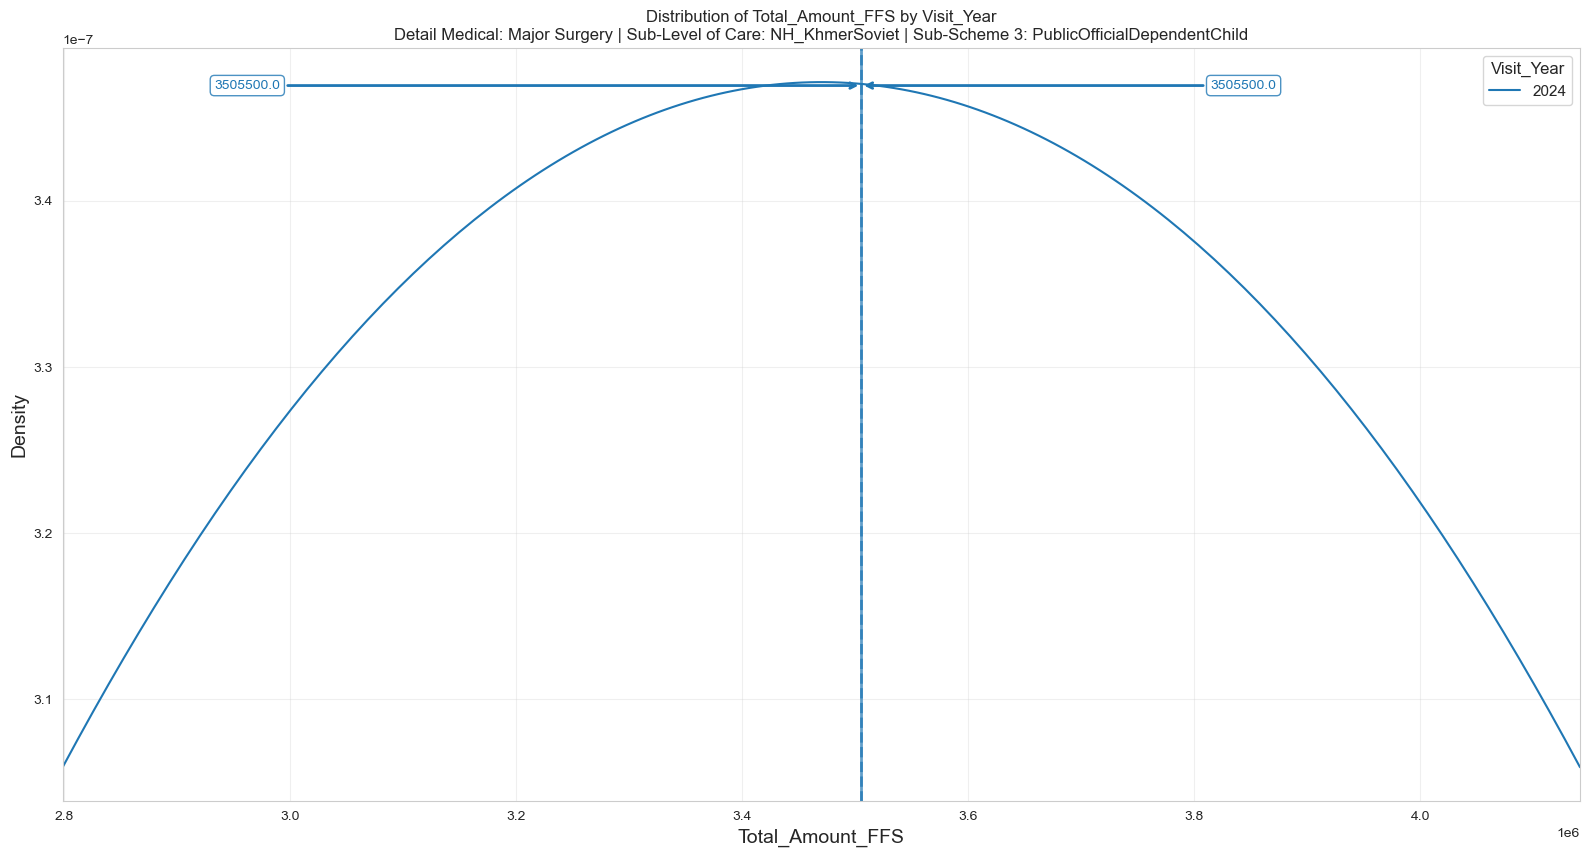 Distribution of Total_Amount_FFS by Visit_Year
Detail Medical: Major Surgery | Sub-Level of Care: NH_KhmerSoviet | Sub-Scheme 3: PublicOfficialDependentChild
1e−7
3505500.0
3505500.0
Visit_Year
2024
3.4
3.3
3.2
3.1
Density
2.8
3.0
3.2
3.4
3.6
3.8
4.0
1e6
Total_Amount_FFS